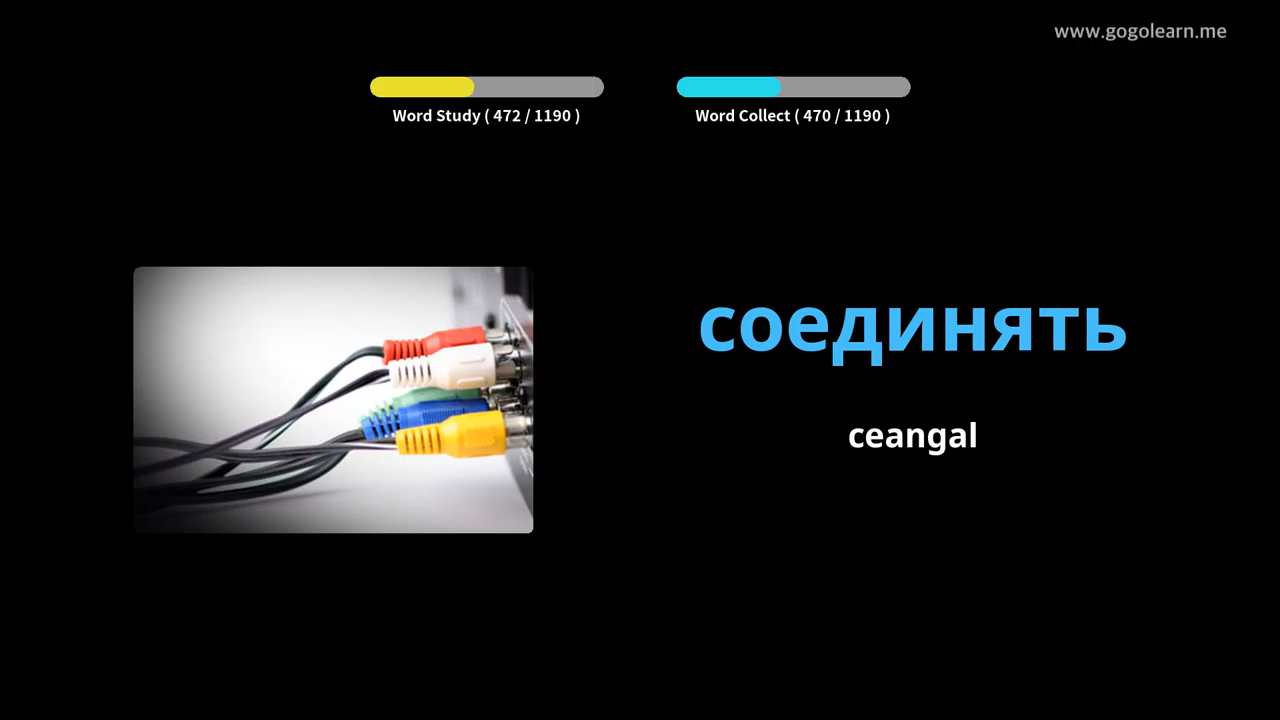 www.gogolearn.me
Word Study ( 472 / 1190 )
Word Collect ( 470 / 1190 )
соединять
ceangal